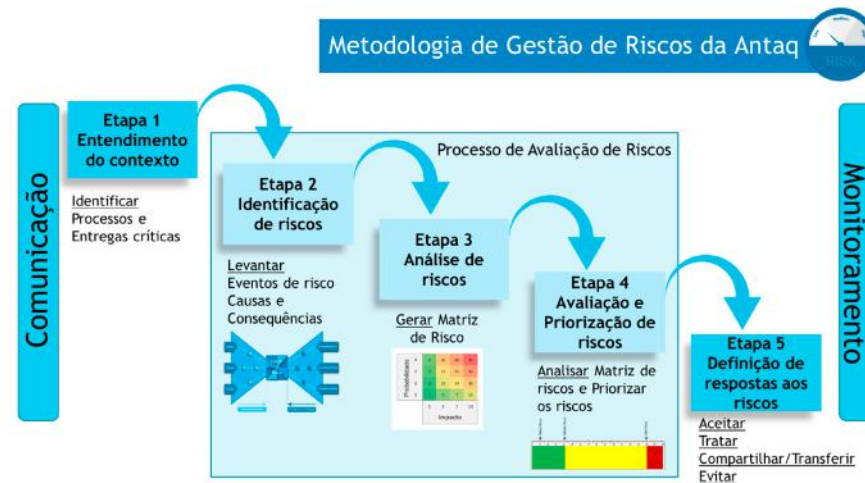 Metodologia de Gestão de Riscos da Antaq
RISK
Comunicação
Monitoramento
Etapa 1
Entendimento
do contexto
Identificar
Processos e
Entregas críticas
Processo de Avaliação de Riscos
Etapa 2
Identificação
de riscos
Levantar
Eventos de risco
Causas e
Consequências
Etapa 3
Análise de
riscos
Gerar Matriz
de Risco
Probabilidade
Impacto
Etapa 4
Avaliação e
Priorização de
riscos
Analisar Matriz de
riscos e Priorizar
os riscos
Etapa 5
Definição de
respostas aos
riscos
Aceitar
Tratar
Compartilhar/Transferir
Evitar